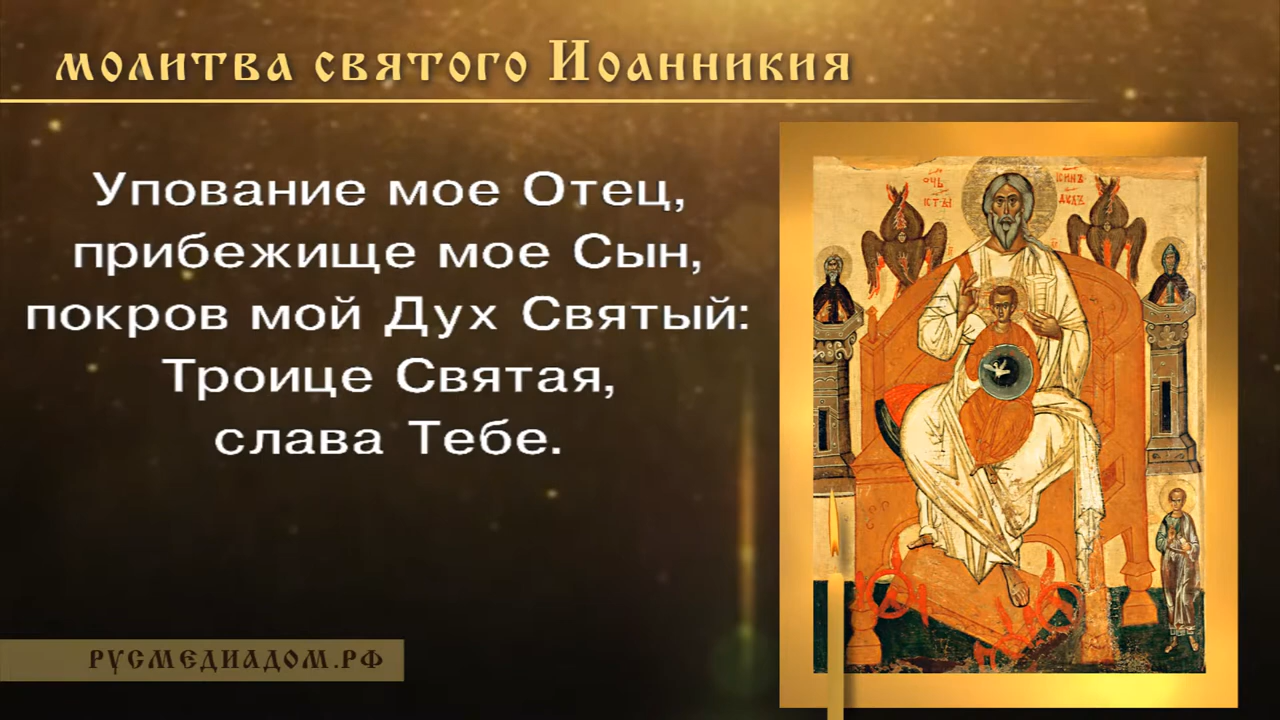 молитва святого Иоанникия
Упование мое Отец,
прибежище мое Сын,
покров мой Дух Святый:
Троице Святая,
слава Тебе.
РУСМЕДИАДОМ.РФ